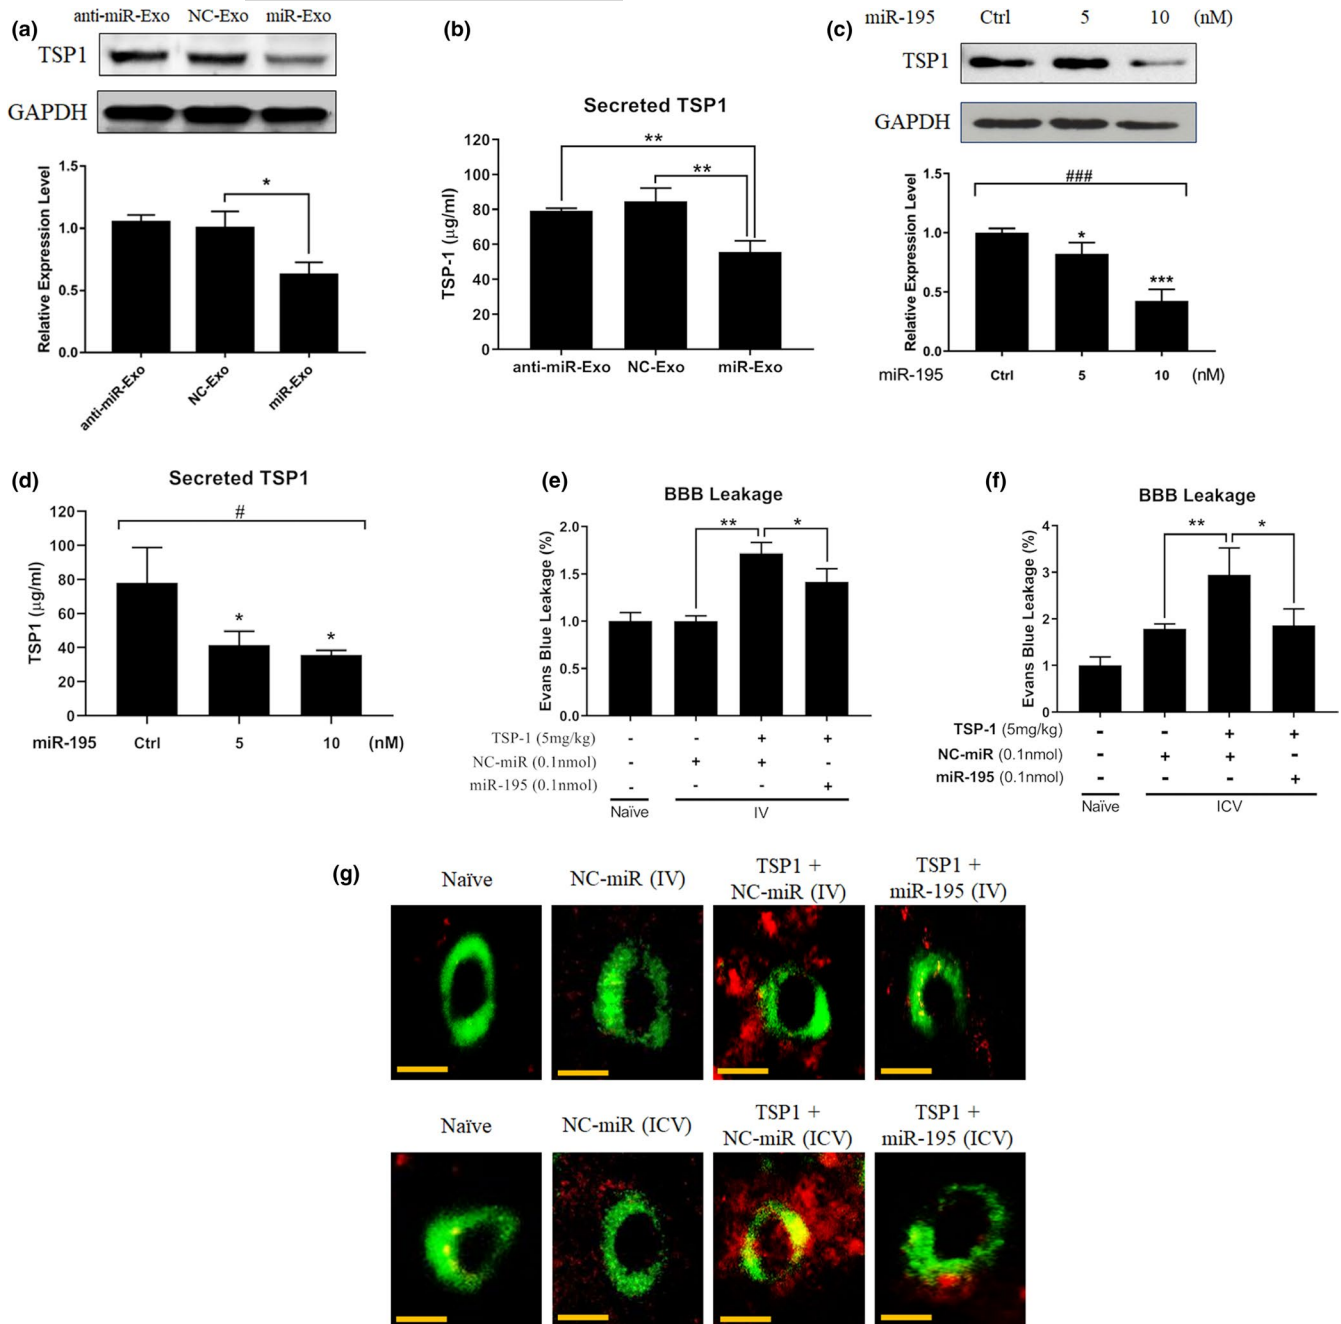 (a)
anti-miR-Exo NC-Exo miR-Exo
TSP1
GAPDH
Relative Expression Level
1.5
1.0
0.5
0.0
*
anti-miR-Exo
NC-Exo
miR-Exo
(b)
Secreted TSP1
TSP-1 (μg/ml)
120
100
80
60
40
20
0
**
**
anti-miR-Exo NC-Exo miR-Exo
(c)
miR-195 Ctrl 5 10 (nM)
TSP1
GAPDH
Relative Expression Level
1.5
1.0
0.5
0.0
###
*
***
miR-195 Ctrl 5 10 (nM)
(d)
Secreted TSP1
TSP1 (μg/ml)
120
100
80
60
40
20
0
#
*
*
miR-195 Ctrl 5 10 (nM)
(e)
BBB Leakage
Evans Blue Leakage (%)
2.0
1.5
1.0
0.5
0.0
** *
TSP-1 (5mg/kg) - - + +
NC-miR (0.1nmol) - + + -
miR-195 (0.1nmol) - - - +
Naïve IV
(f)
BBB Leakage
Evans Blue Leakage (%)
4
3
2
1
0
** *
TSP-1 (5mg/kg) - - + +
NC-miR (0.1nmol) - + + -
miR-195 (0.1nmol) - - - +
Naïve ICV
(g)
Naïve
NC-miR (IV)
TSP1 +
NC-miR (IV)
TSP1 +
miR-195 (IV)
Naïve
NC-miR (ICV)
TSP1 +
NC-miR (ICV)
TSP1 +
miR-195 (ICV)